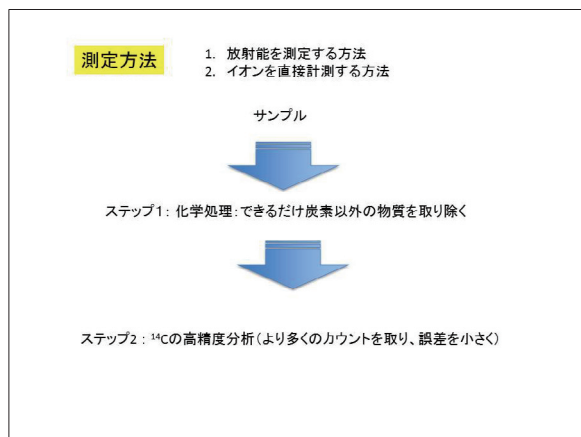 測定方法
1. 放射能を測定する方法
2. イオンを直接計測する方法
サンプル
ステップ1：化学処理：できるだけ炭素以外の物質を取り除く
ステップ2：¹⁴Cの高精度分析（より多くのカウントを取り、誤差を小さく）